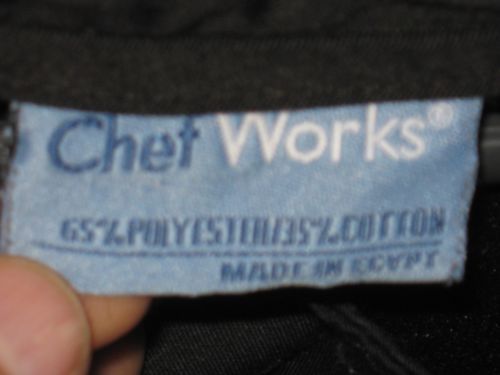 Chef Works®
65% POLYESTER/35% COTTON
MADE IN EGYPT